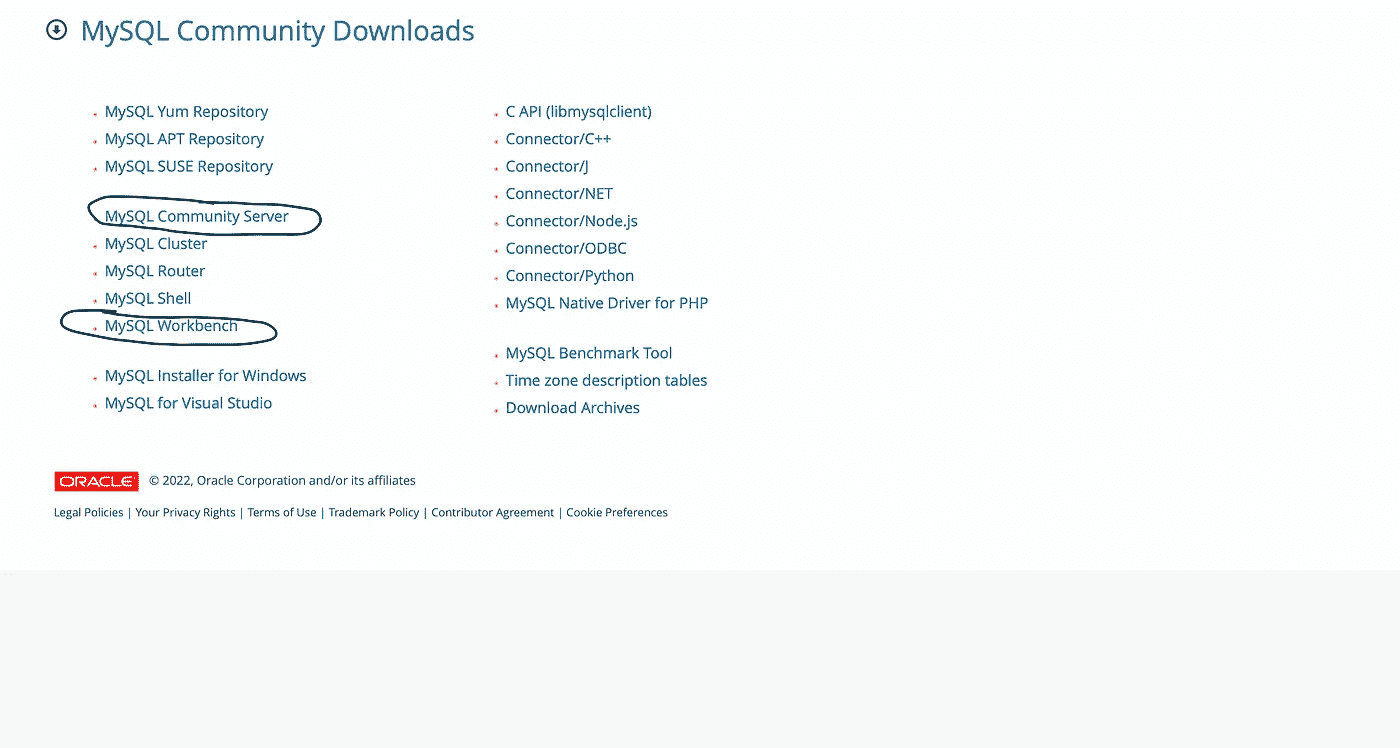 MySQL Community Downloads
MySQL Yum Repository
MySQL APT Repository
MySQL SUSE Repository
MySQL Community Server
MySQL Cluster
MySQL Router
MySQL Shell
MySQL Workbench
MySQL Installer for Windows
MySQL for Visual Studio
C API (libmysqlclient)
Connector/C++
Connector/J
Connector/NET
Connector/Node.js
Connector/ODBC
Connector/Python
MySQL Native Driver for PHP
MySQL Benchmark Tool
Time zone description tables
Download Archives
ORACLE © 2022, Oracle Corporation and/or its affiliates
Legal Policies | Your Privacy Rights | Terms of Use | Trademark Policy | Contributor Agreement | Cookie Preferences